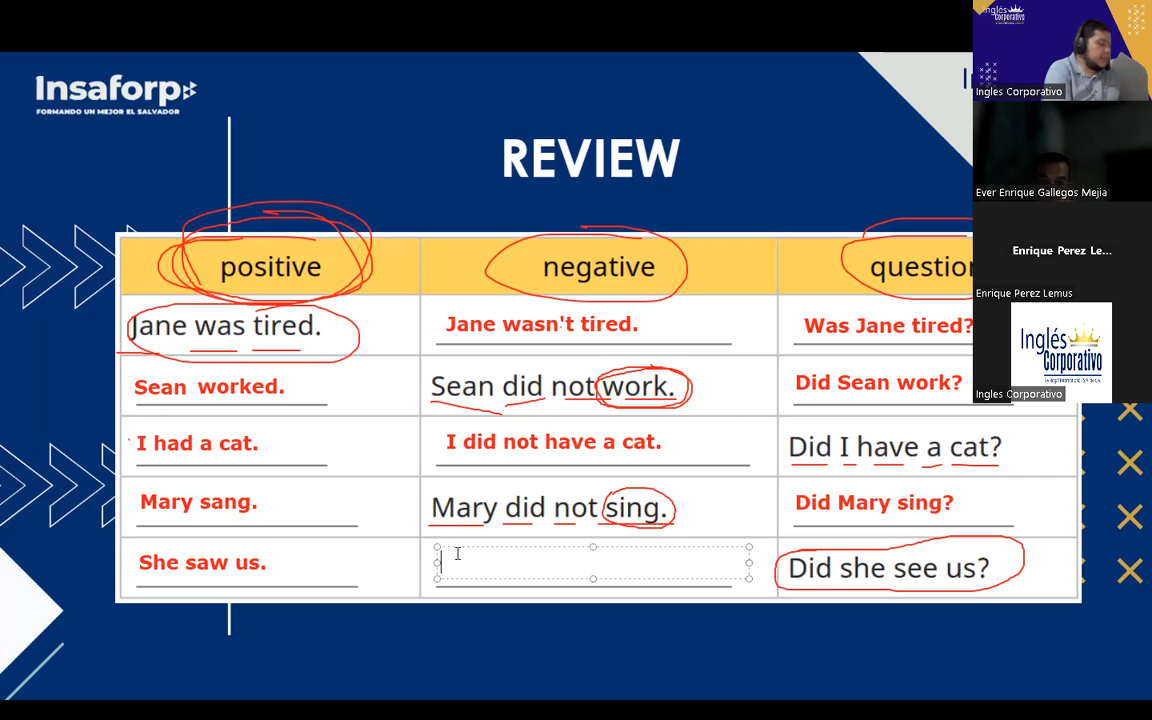 Inglés
Corporativo
Insaforp
FORMANDO UN MEJOR EL SALVADOR
Ingles Corporativo
REVIEW
Ever Enrique Gallegos Mejia
Enrique Perez Le...
Enrique Perez Lemus
positive negative question
Jane was tired. Jane wasn't tired. Was Jane tired?
Inglés
Corporativo
Ingles Corporativo
Sean worked. Sean did not work. Did Sean work?
I had a cat. I did not have a cat. Did I have a cat?
Mary sang. Mary did not sing. Did Mary sing?
She saw us. Did she see us?